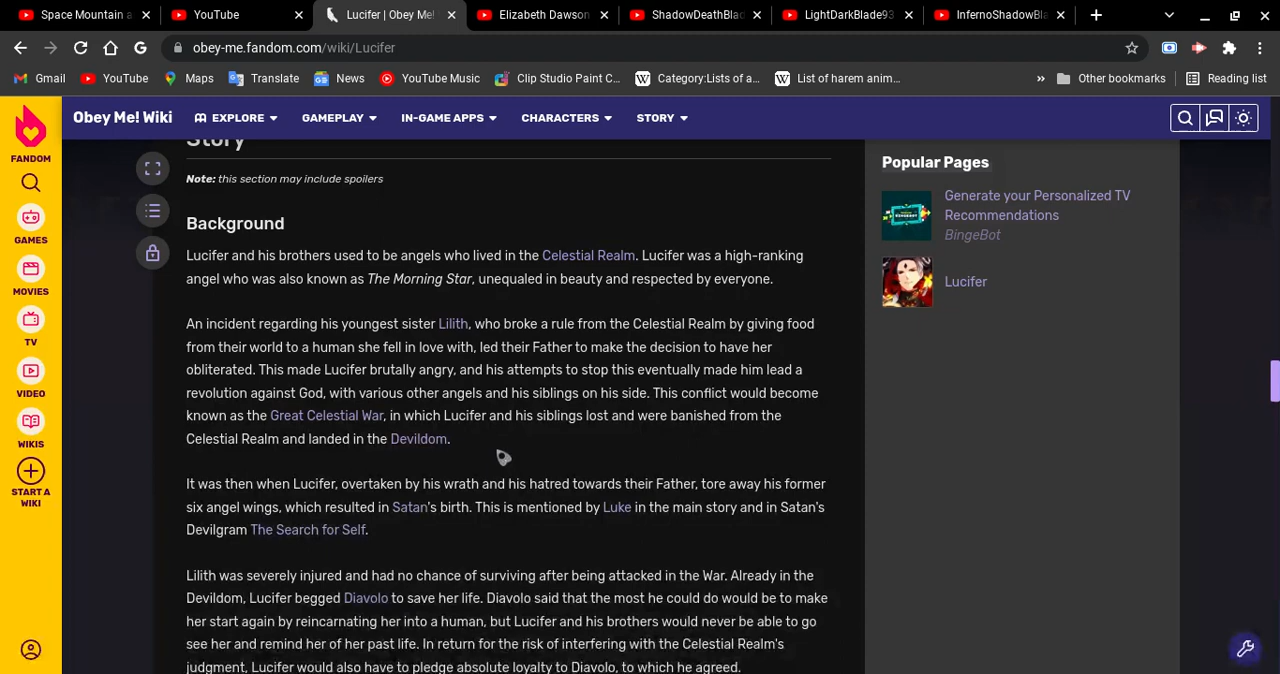 Space Mountain a
YouTube
Lucifer | Obey Me!
Elizabeth Dawson
ShadowDeathBla
LightDarkBlade93
InfernoShadowBla
obey-me.fandom.com/wiki/Lucifer
Gmail YouTube Maps Translate News YouTube Music Clip Studio Paint C... Category:Lists of a... List of harem anim... » Other bookmarks Reading list
FANDOM
GAMES
MOVIES
TV
VIDEO
WIKIS
START A
WIKI
Obey Me! Wiki EXPLORE GAMEPLAY IN-GAME APPS CHARACTERS STORY
Story
Note: this section may include spoilers
Background
Lucifer and his brothers used to be angels who lived in the Celestial Realm. Lucifer was a high-ranking
angel who was also known as The Morning Star, unequaled in beauty and respected by everyone.
An incident regarding his youngest sister Lilith, who broke a rule from the Celestial Realm by giving food
from their world to a human she fell in love with, led their Father to make the decision to have her
obliterated. This made Lucifer brutally angry, and his attempts to stop this eventually made him lead a
revolution against God, with various other angels and his siblings on his side. This conflict would become
known as the Great Celestial War, in which Lucifer and his siblings lost and were banished from the
Celestial Realm and landed in the Devildom.
It was then when Lucifer, overtaken by his wrath and his hatred towards their Father, tore away his former
six angel wings, which resulted in Satan's birth. This is mentioned by Luke in the main story and in Satan's
Devilgram The Search for Self.
Lilith was severely injured and had no chance of surviving after being attacked in the War. Already in the
Devildom, Lucifer begged Diavolo to save her life. Diavolo said that the most he could do would be to make
her start again by reincarnating her into a human, but Lucifer and his brothers would never be able to go
see her and remind her of her past life. In return for the risk of interfering with the Celestial Realm's
judgment, Lucifer would also have to pledge absolute loyalty to Diavolo, to which he agreed.
Popular Pages
Generate your Personalized TV
Recommendations
BingeBot
Lucifer